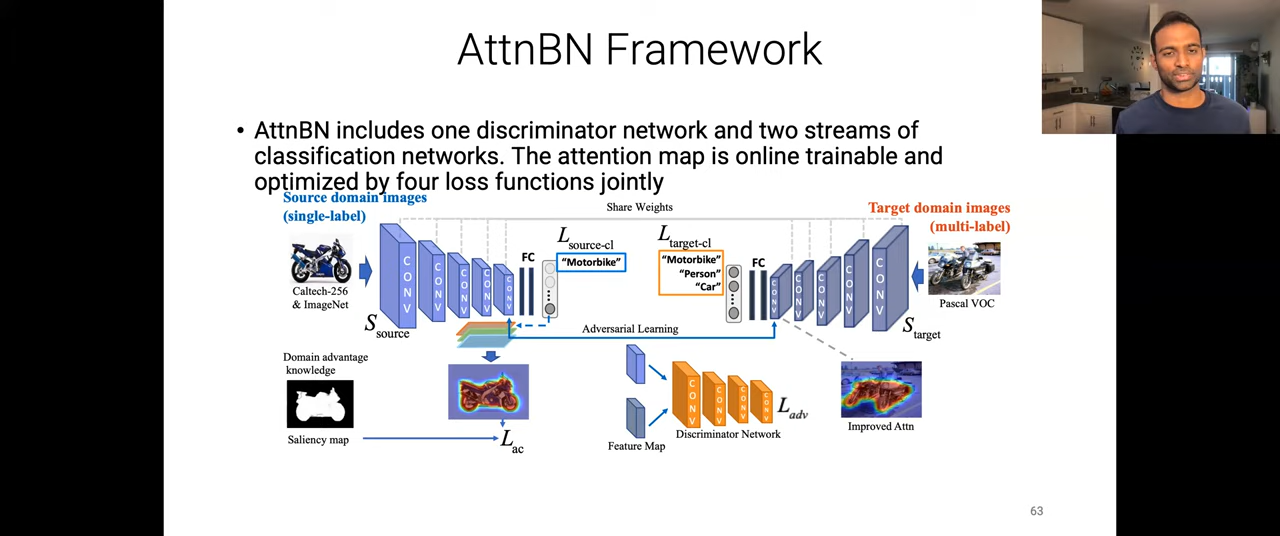 AttnBN Framework
• AttnBN includes one discriminator network and two streams of
classification networks. The attention map is online trainable and
optimized by four loss functions jointly
Source domain images
(single-label)
Share Weights
Target domain images
(multi-label)
L source-cl
L target-cl
FC
"Motorbike"
"Motorbike"
"Person"
"Car"
FC
CONV
CONV
CONV
CONV
CONV
CONV
CONV
CONV
CONV
CONV
Caltech-256
& ImageNet
Pascal VOC
S source
Adversarial Learning
S target
Domain advantage
knowledge
CONV
CONV
CONV
CONV
L adv
Saliency map
L ac
Feature Map
Discriminator Network
Improved Attn
63